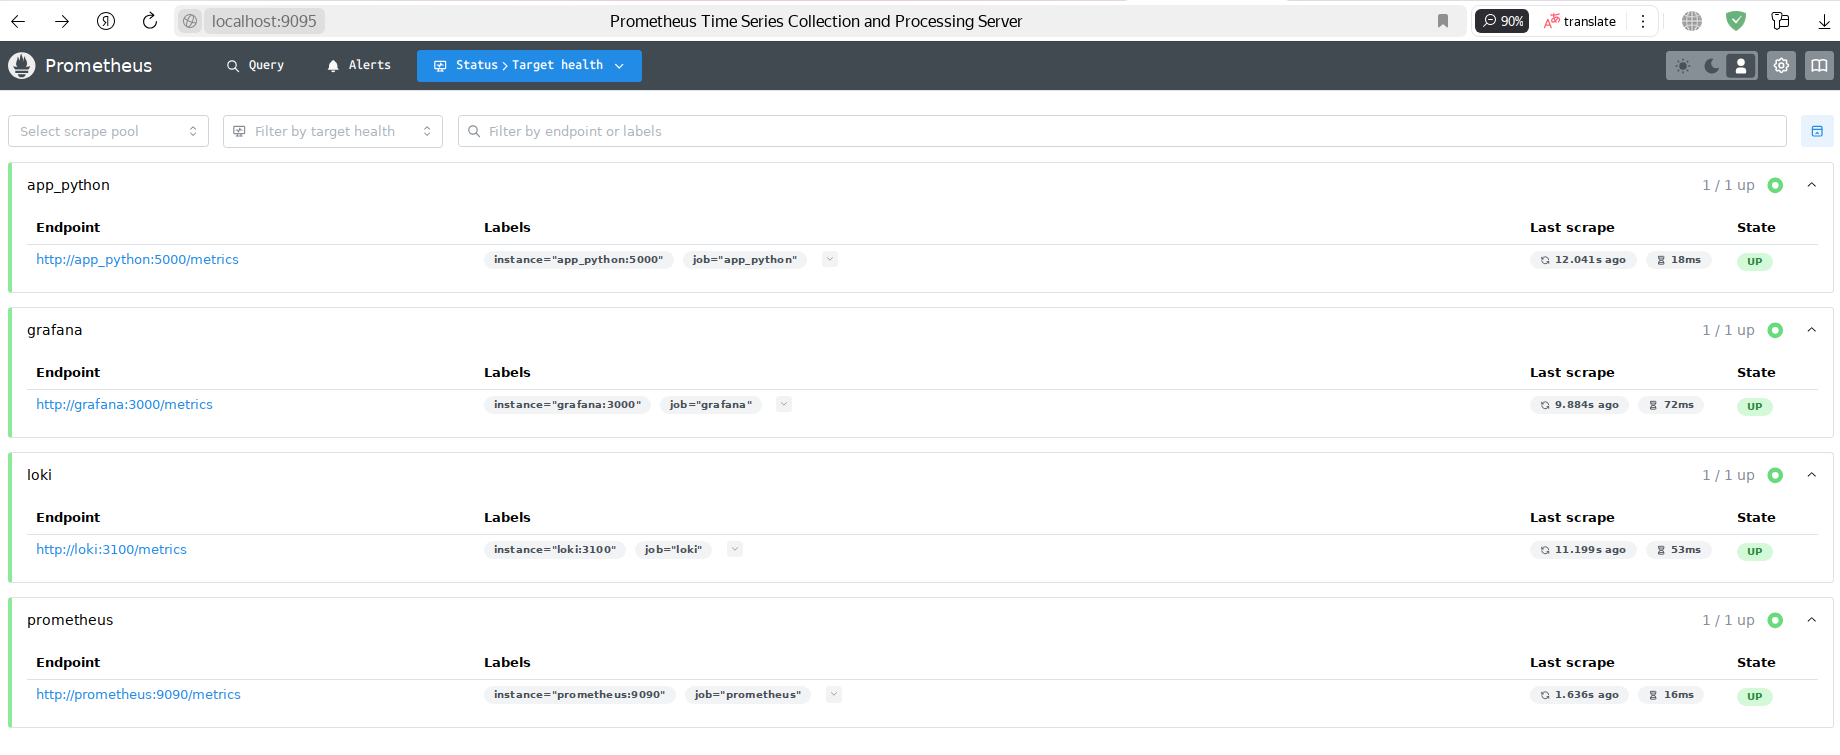 localhost:9095 Prometheus Time Series Collection and Processing Server 90% translate
Prometheus Query Alerts Status > Target health
Select scrape pool Filter by target health Filter by endpoint or labels
app_python 1 / 1 up
Endpoint Labels Last scrape State
http://app_python:5000/metrics instance="app_python:5000" job="app_python" 12.041s ago 18ms UP
grafana 1 / 1 up
Endpoint Labels Last scrape State
http://grafana:3000/metrics instance="grafana:3000" job="grafana" 9.884s ago 72ms UP
loki 1 / 1 up
Endpoint Labels Last scrape State
http://loki:3100/metrics instance="loki:3100" job="loki" 11.199s ago 53ms UP
prometheus 1 / 1 up
Endpoint Labels Last scrape State
http://prometheus:9090/metrics instance="prometheus:9090" job="prometheus" 1.636s ago 16ms UP